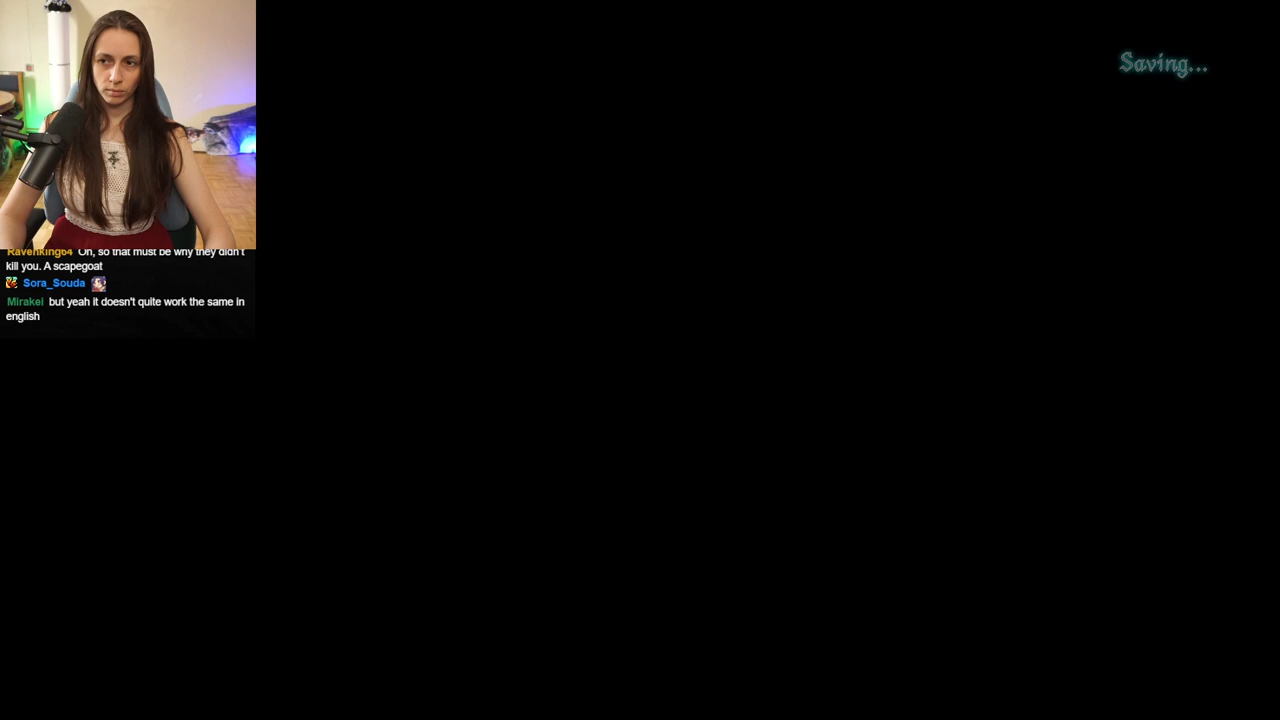 Saving...
Ravenking64 Oh, so that must be why they didn't
kill you. A scapegoat
Sora_Souda
Mirakel but yeah it doesn't quite work the same in
english